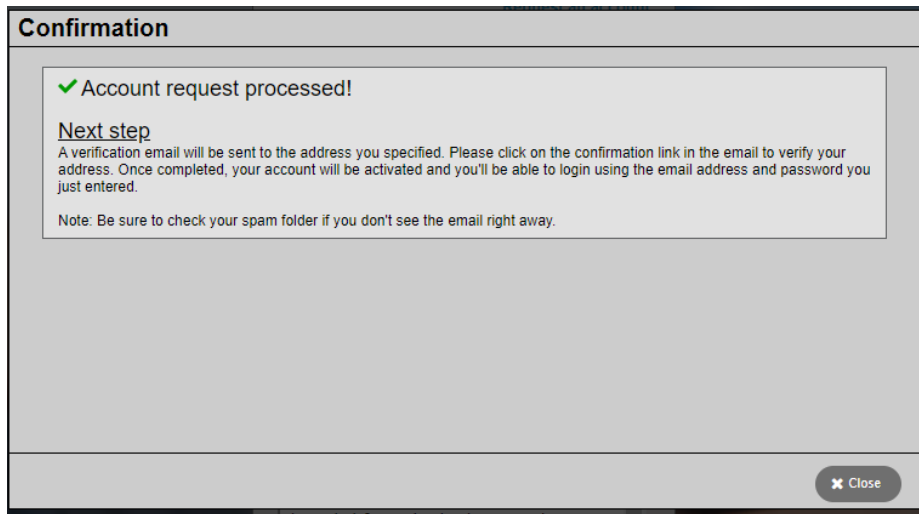 Confirmation
Account request processed!
Next step
A verification email will be sent to the address you specified. Please click on the confirmation link in the email to verify your
address. Once completed, your account will be activated and you'll be able to login using the email address and password you
just entered.
Note: Be sure to check your spam folder if you don't see the email right away.
Close